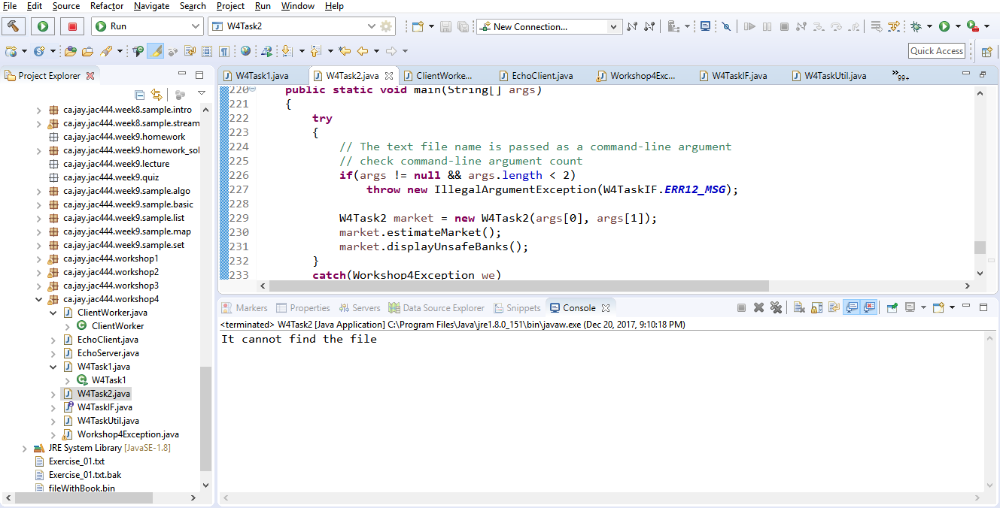 File Edit Source Refactor Navigate Search Project Run Window Help
Run
W4Task2
New Connection...
Quick Access
Project Explorer
ca.jay.jac444.week8.sample.intro
ca.jay.jac444.week8.sample.stream
ca.jay.jac444.week9.homework
ca.jay.jac444.week9.homework_sol
ca.jay.jac444.week9.lecture
ca.jay.jac444.week9.quiz
ca.jay.jac444.week9.sample.algo
ca.jay.jac444.week9.sample.basic
ca.jay.jac444.week9.sample.list
ca.jay.jac444.week9.sample.map
ca.jay.jac444.week9.sample.set
ca.jay.jac444.workshop1
ca.jay.jac444.workshop2
ca.jay.jac444.workshop3
ca.jay.jac444.workshop4
ClientWorker.java
ClientWorker
EchoClient.java
EchoServer.java
W4Task1.java
W4Task1
W4Task2.java
W4TaskIF.java
W4TaskUtil.java
Workshop4Exception.java
JRE System Library [JavaSE-1.8]
Exercise_01.txt
Exercise_01.txt.bak
fileWithBook.bin
W4Task1.java W4Task2.java ClientWorke... EchoClient.java Workshop4Exc... W4TaskIF.java W4TaskUtil.java »99+
220 public static void main(String[] args)
221 {
222 try
223 {
224 // The text file name is passed as a command-line argument
225 // check command-line argument count
226 if(args != null && args.length < 2)
227 throw new IllegalArgumentException(W4TaskIF.ERR12_MSG);
228
229 W4Task2 market = new W4Task2(args[0], args[1]);
230 market.estimateMarket();
231 market.displayUnsafeBanks();
232 }
233 catch(Workshop4Exception we)
Markers Properties Servers Data Source Explorer Snippets Console
<terminated> W4Task2 [Java Application] C:\Program Files\Java\jre1.8.0_151\bin\javaw.exe (Dec 20, 2017, 9:10:18 PM)
It cannot find the file